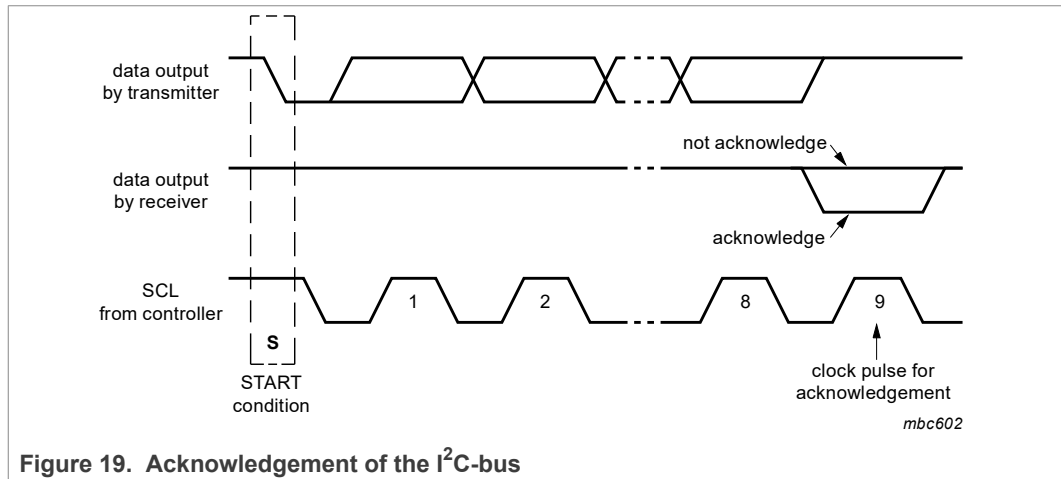 data output
by transmitter
not acknowledge
data output
by receiver
acknowledge
SCL
from controller
1
2
8
9
S
START
condition
clock pulse for
acknowledgement
mbc602
Figure 19. Acknowledgement of the I²C-bus